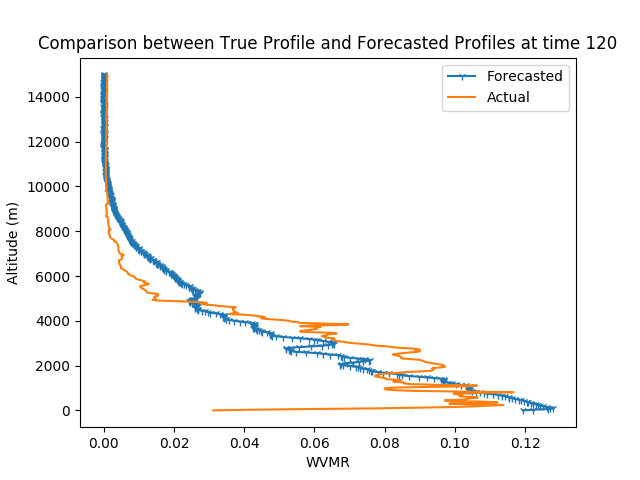 Comparison between True Profile and Forecasted Profiles at time 120
Forecasted
Actual
14000
12000
10000
8000
6000
4000
2000
0
Altitude (m)
0.00 0.02 0.04 0.06 0.08 0.10 0.12
WVMR